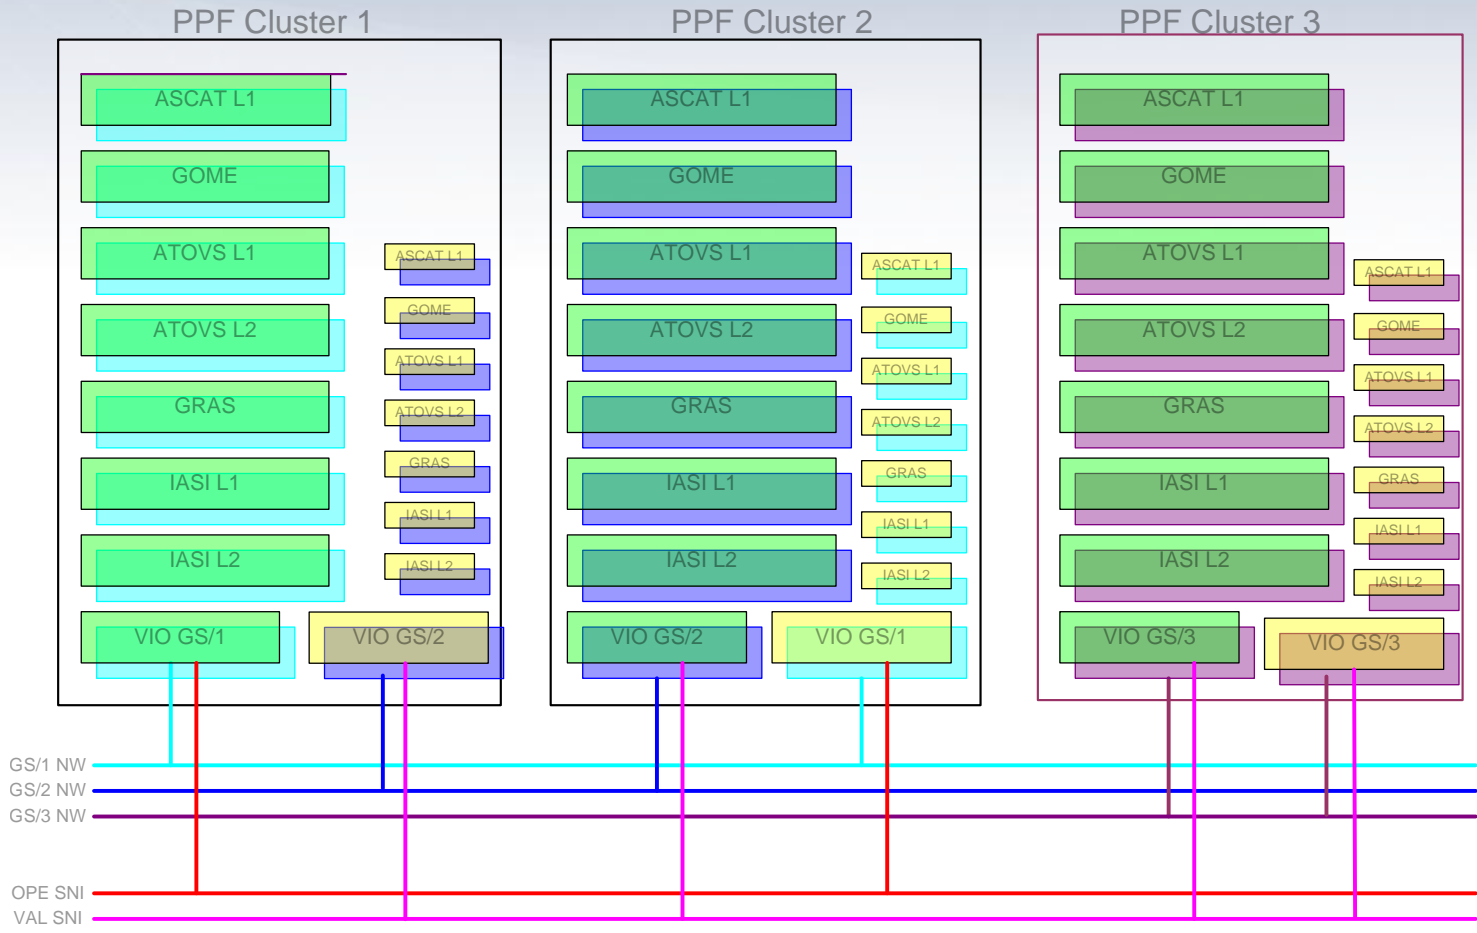 PPF Cluster 1
PPF Cluster 2
PPF Cluster 3
ASCAT L1
GOME
ATOVS L1
ATOVS L2
GRAS
IASI L1
IASI L2
VIO GS/1
ASCAT L1
GOME
ATOVS L1
ATOVS L2
GRAS
IASI L1
IASI L2
VIO GS/2
ASCAT L1
GOME
ATOVS L1
ATOVS L2
GRAS
IASI L1
IASI L2
VIO GS/2
ASCAT L1
GOME
ATOVS L1
ATOVS L2
GRAS
IASI L1
IASI L2
VIO GS/1
ASCAT L1
GOME
ATOVS L1
ATOVS L2
GRAS
IASI L1
IASI L2
VIO GS/3
ASCAT L1
GOME
ATOVS L1
ATOVS L2
GRAS
IASI L1
IASI L2
VIO GS/3
GS/1 NW
GS/2 NW
GS/3 NW
OPE SNI
VAL SNI